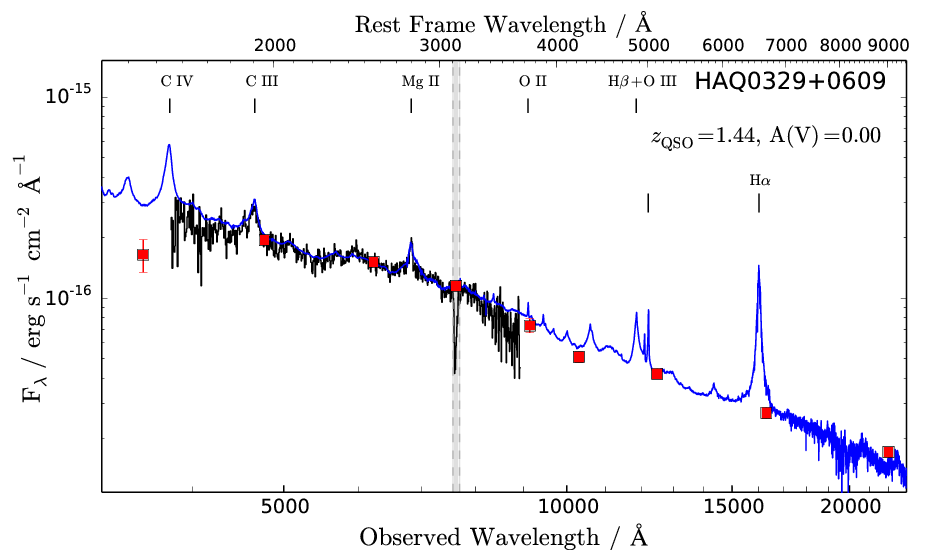 Rest Frame Wavelength / Å
2000 3000 4000 5000 6000 7000 8000 9000
C IV C III Mg II O II Hβ+O III HAQ0329+0609
z_QSO=1.44, A(V)=0.00
Hα
10^-15
10^-16
F_λ / erg s^−1 cm^−2 Å^−1
5000 10000 15000 20000
Observed Wavelength / Å